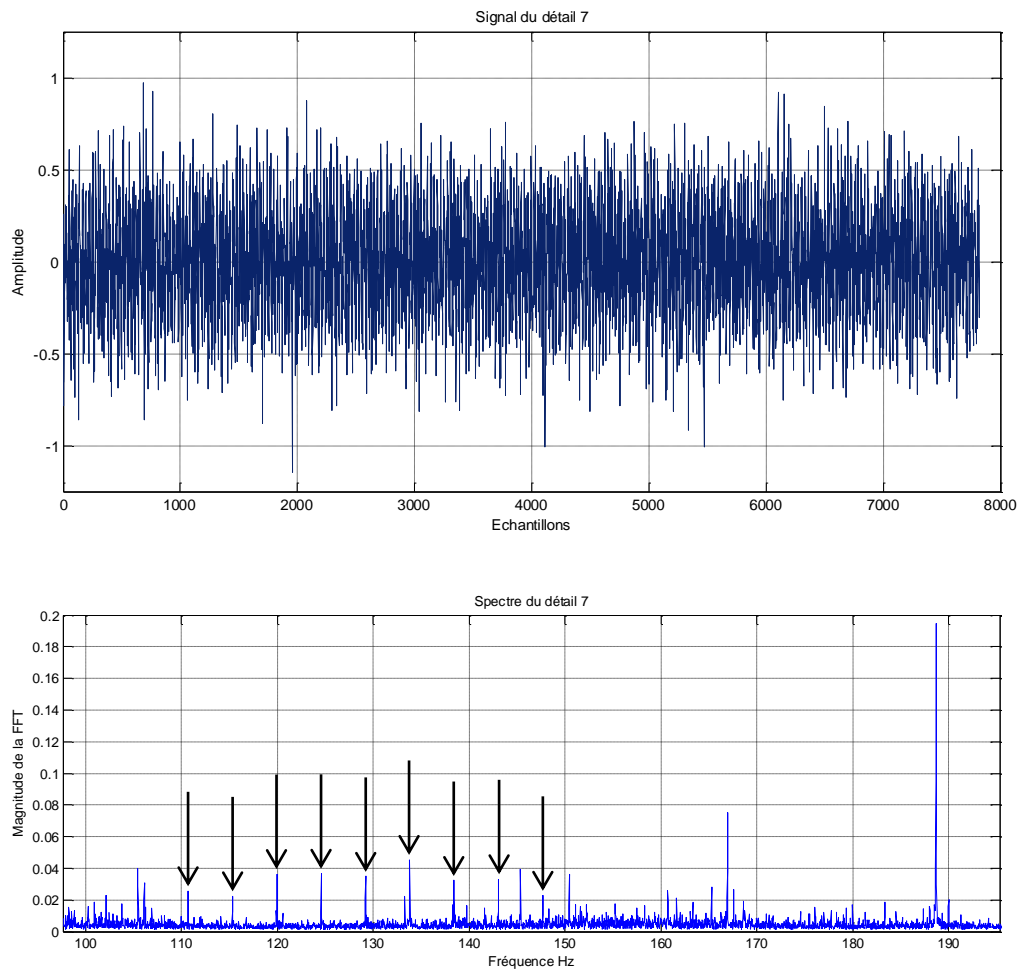 Signal du détail 7
1
0.5
0
-0.5
-1
Amplitude
0 1000 2000 3000 4000 5000 6000 7000 8000
Echantillons
Spectre du détail 7
0.2
0.18
0.16
0.14
0.12
0.1
0.08
0.06
0.04
0.02
0
Magnitude de la FFT
100 110 120 130 140 150 160 170 180 190
Fréquence Hz